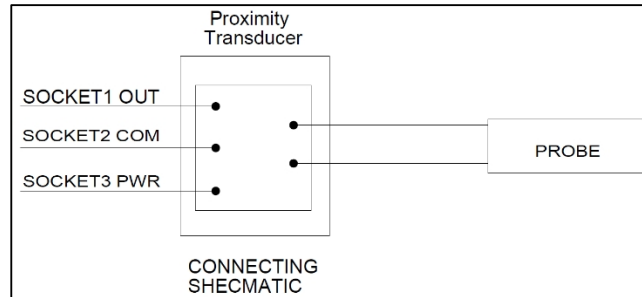 Proximity
Transducer
SOCKET1 OUT
SOCKET2 COM
SOCKET3 PWR
PROBE
CONNECTING
SHECMATIC